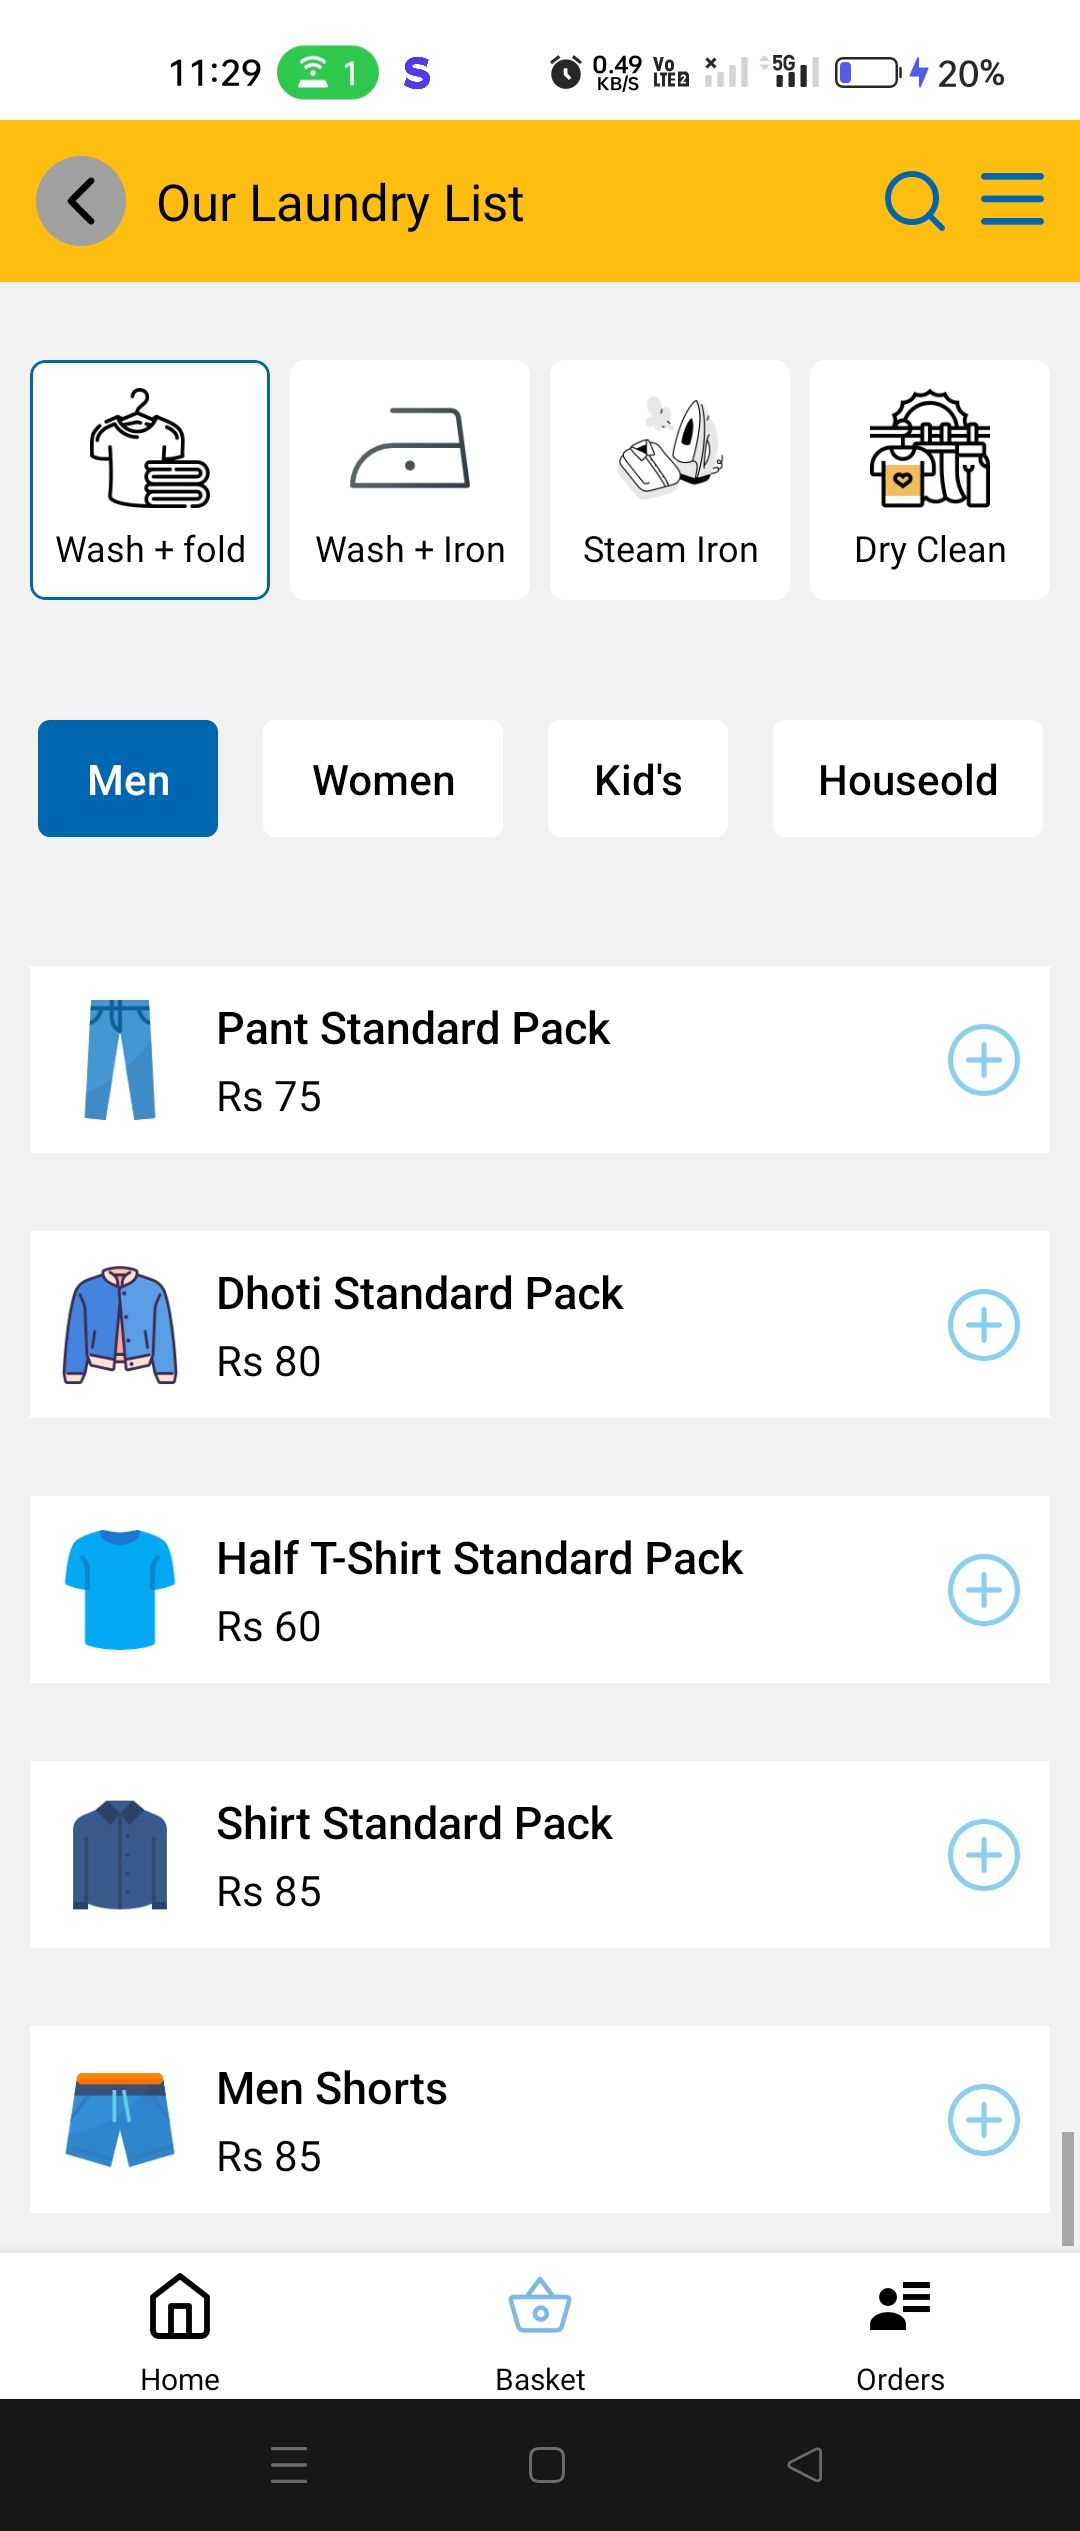 11:29 1 S 0.49 KB/S Vo LTE 2 5G 20%
Our Laundry List
Wash + fold Wash + Iron Steam Iron Dry Clean
Men Women Kid's Houseold
Pant Standard Pack
Rs 75
Dhoti Standard Pack
Rs 80
Half T-Shirt Standard Pack
Rs 60
Shirt Standard Pack
Rs 85
Men Shorts
Rs 85
Home Basket Orders